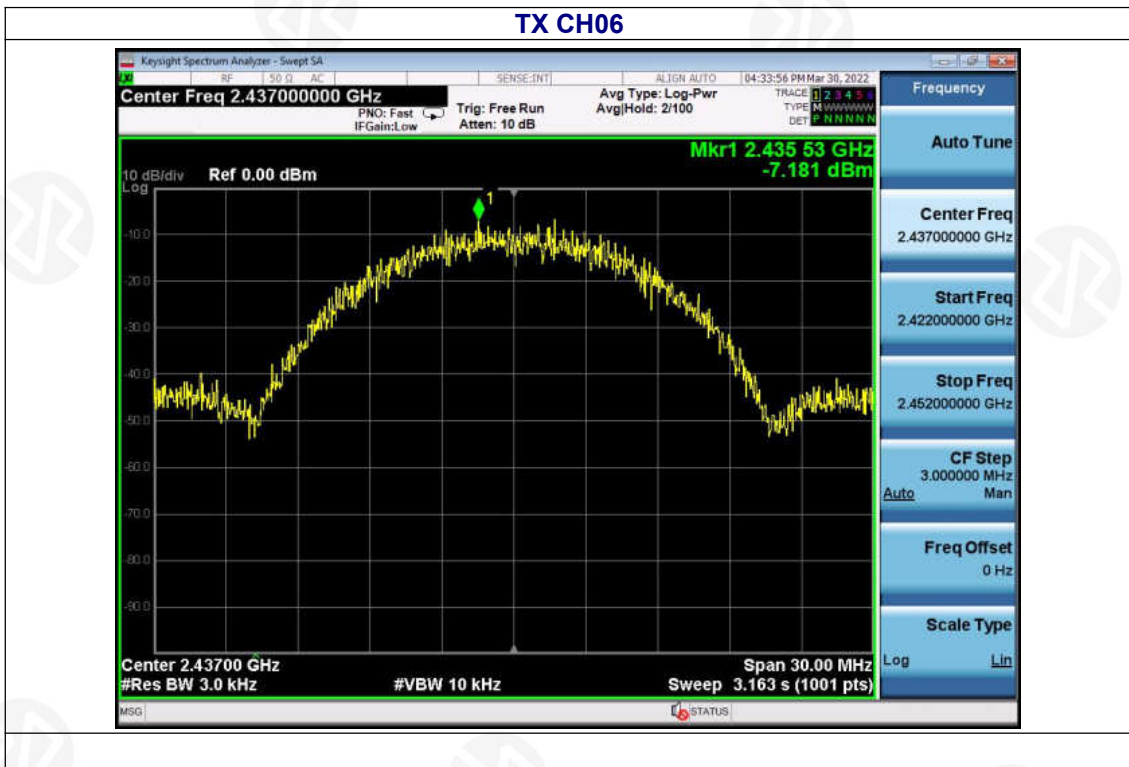 TX CH06
Keysight Spectrum Analyzer - Swept SA
RF 50 Ω AC SENSE:INT ALIGN AUTO 04:33:56 PM Mar 30, 2022
Center Freq 2.437000000 GHz
PNO: Fast
IFGain:Low
Trig: Free Run
Atten: 10 dB
Avg Type: Log-Pwr
Avg|Hold: 2/100
TRACE 1 2 3 4 5 6
TYPE M WWWWW
DET P N N N N N
Mkr1 2.435 53 GHz
-7.181 dBm
10 dB/div Ref 0.00 dBm
Log
1
-10.0
-20.0
-30.0
-40.0
-50.0
-60.0
-70.0
-80.0
-90.0
Center 2.43700 GHz Span 30.00 MHz
#Res BW 3.0 kHz #VBW 10 kHz Sweep 3.163 s (1001 pts)
MSG STATUS
Frequency
Auto Tune
Center Freq
2.437000000 GHz
Start Freq
2.422000000 GHz
Stop Freq
2.452000000 GHz
CF Step
3.000000 MHz
Auto Man
Freq Offset
0 Hz
Scale Type
Log Lin